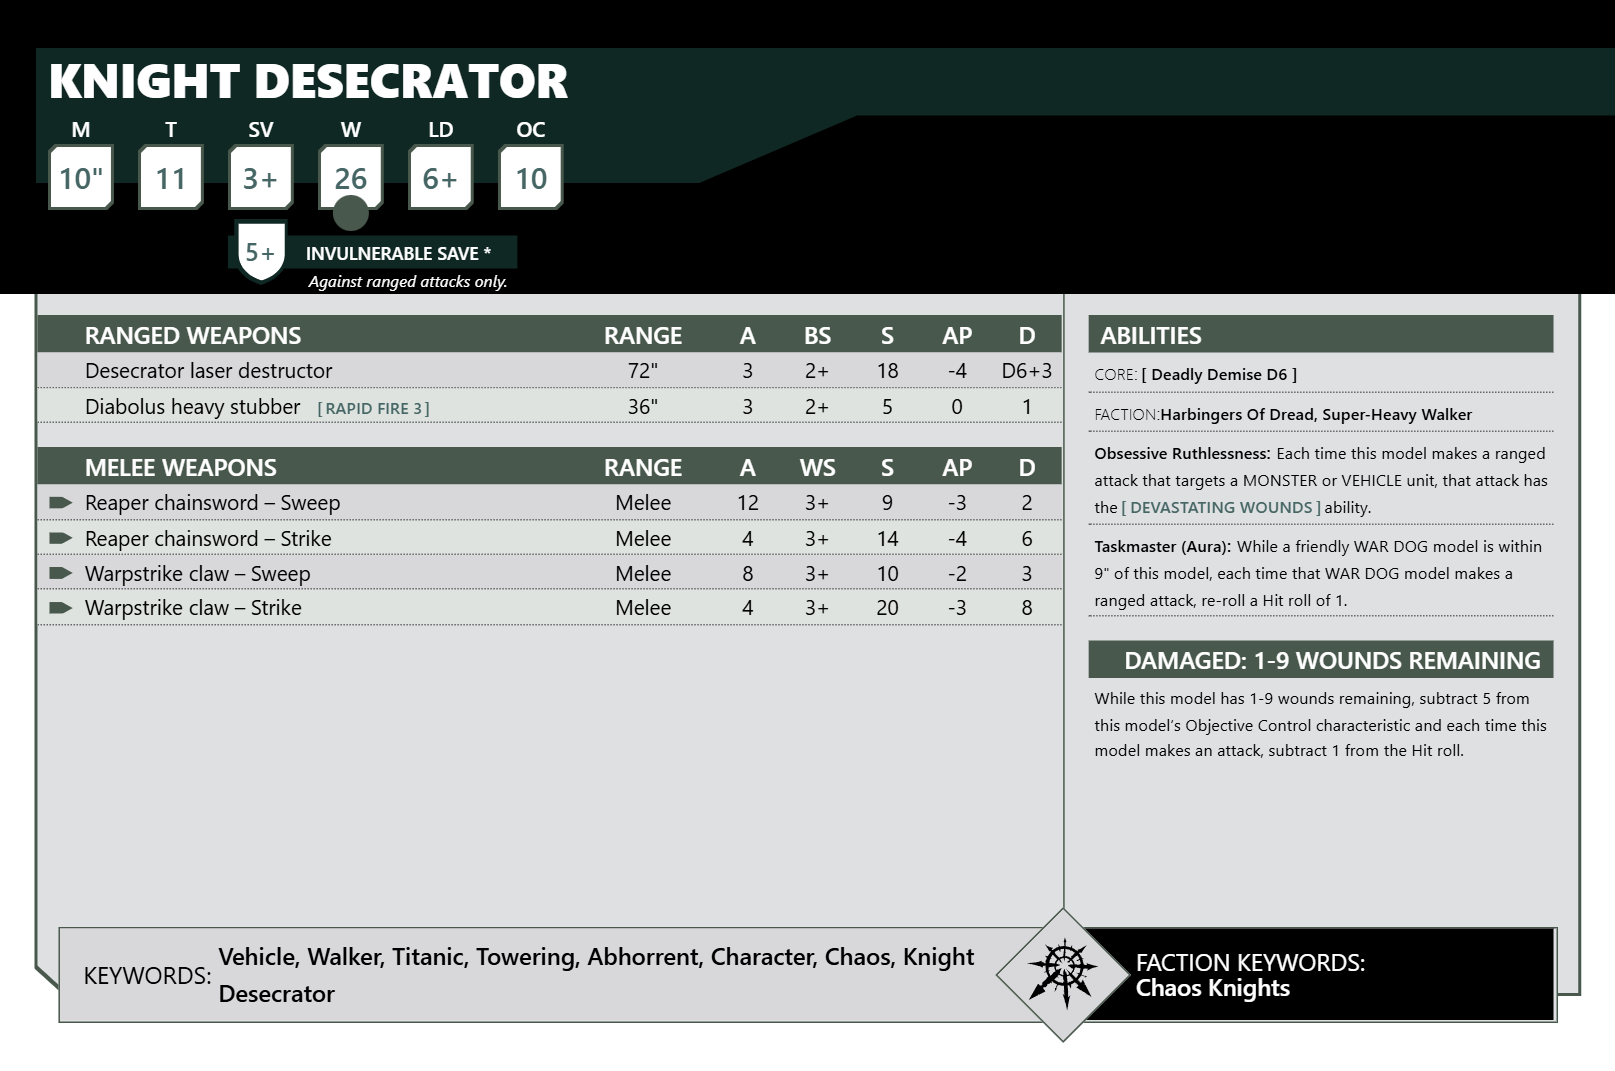 KNIGHT DESECRATOR
M T SV W LD OC
10" 11 3+ 26 6+ 10
5+ INVULNERABLE SAVE *
Against ranged attacks only.
RANGED WEAPONS RANGE A BS S AP D
Desecrator laser destructor 72" 3 2+ 18 -4 D6+3
Diabolus heavy stubber [ RAPID FIRE 3 ] 36" 3 2+ 5 0 1
MELEE WEAPONS RANGE A WS S AP D
Reaper chainsword – Sweep Melee 12 3+ 9 -3 2
Reaper chainsword – Strike Melee 4 3+ 14 -4 6
Warpstrike claw – Sweep Melee 8 3+ 10 -2 3
Warpstrike claw – Strike Melee 4 3+ 20 -3 8
ABILITIES
CORE: [ Deadly Demise D6 ]
FACTION:Harbingers Of Dread, Super-Heavy Walker
Obsessive Ruthlessness: Each time this model makes a ranged
attack that targets a MONSTER or VEHICLE unit, that attack has
the [ DEVASTATING WOUNDS ] ability.
Taskmaster (Aura): While a friendly WAR DOG model is within
9" of this model, each time that WAR DOG model makes a
ranged attack, re-roll a Hit roll of 1.
DAMAGED: 1-9 WOUNDS REMAINING
While this model has 1-9 wounds remaining, subtract 5 from
this model's Objective Control characteristic and each time this
model makes an attack, subtract 1 from the Hit roll.
KEYWORDS: Vehicle, Walker, Titanic, Towering, Abhorrent, Character, Chaos, Knight
Desecrator
FACTION KEYWORDS:
Chaos Knights